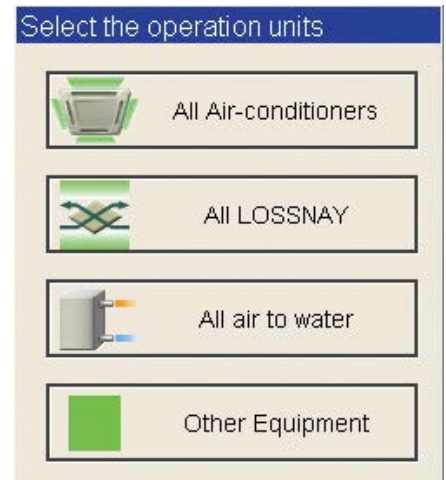 Select the operation units
All Air-conditioners
All LOSSNAY
All air to water
Other Equipment